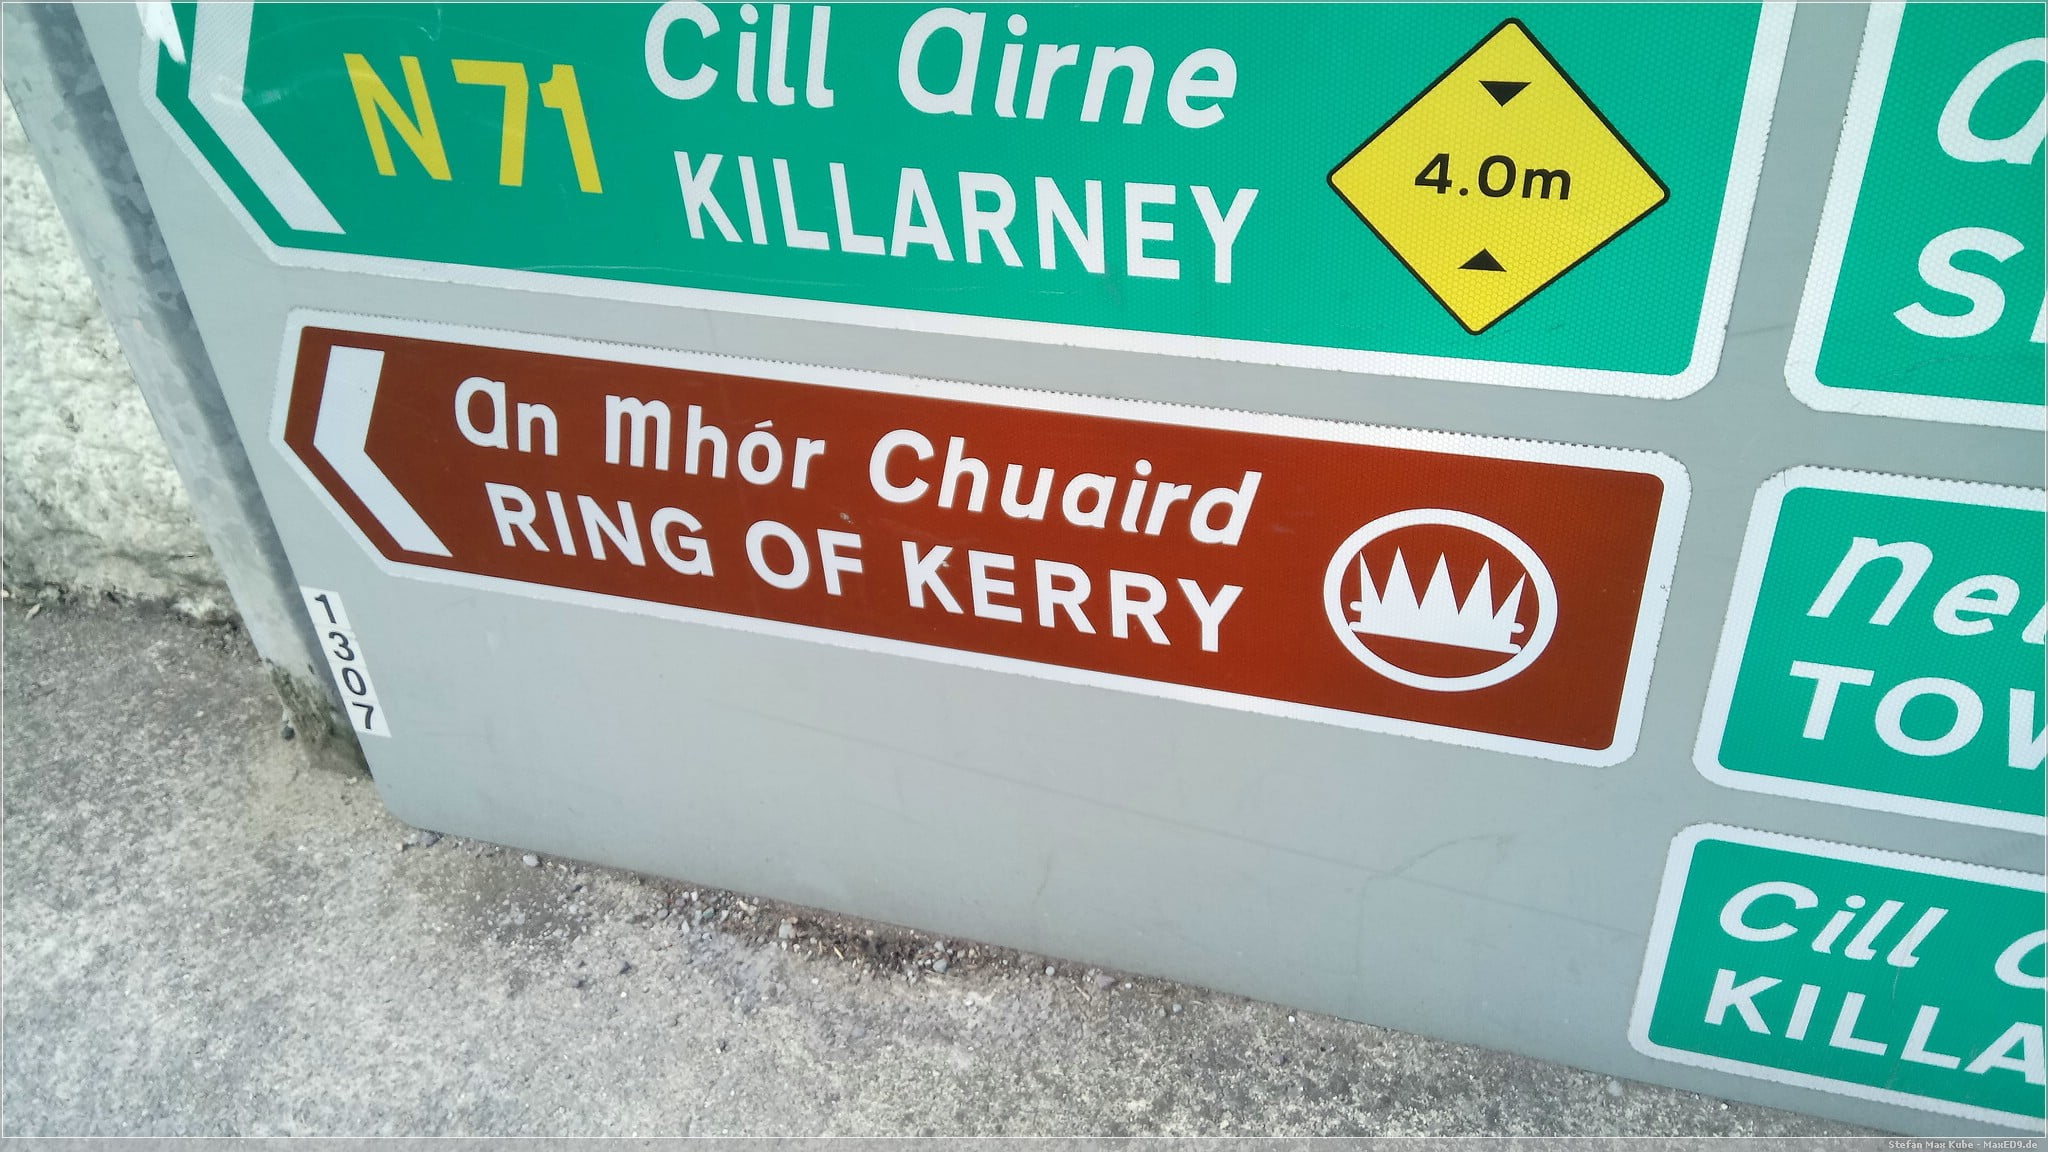 Cill Airne
N71
KILLARNEY
4.0m
An Mhór Chuaird
RING OF KERRY
1307
TOW
Cill
KILLA
Stefan Max Kube - MaxED9.de